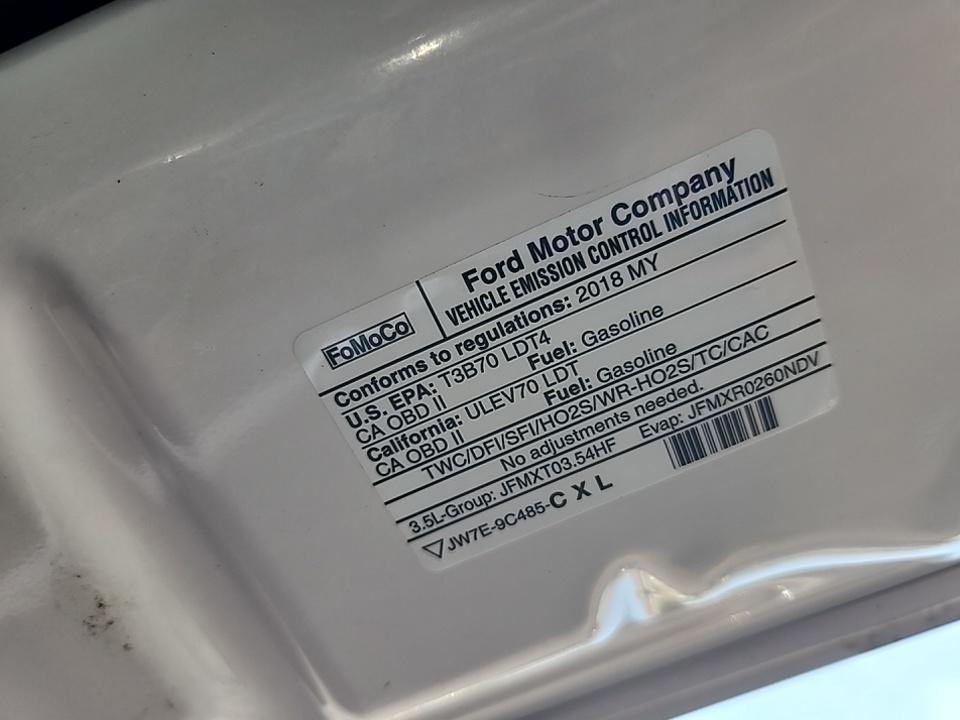 FoMoCo
Ford Motor Company
VEHICLE EMISSION CONTROL INFORMATION
Conforms to regulations: 2018 MY
U.S. EPA: T3B70 LDT4
CA OBD II Fuel: Gasoline
California: ULEV70 LDT
CA OBD II Fuel: Gasoline
TWC/DFI/SFI/HO2S/WR-HO2S/TC/CAC
No adjustments needed.
3.5L-Group: JFMXT03.54HF Evap: JFMXR0260NDV
JW7E-9C485-CXL